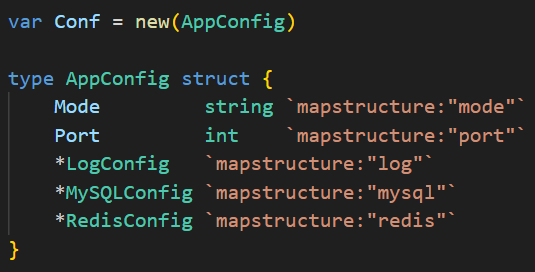 var Conf = new(AppConfig)

type AppConfig struct {
    Mode         string `mapstructure:"mode"`
    Port         int    `mapstructure:"port"`
    *LogConfig   `mapstructure:"log"`
    *MySQLConfig `mapstructure:"mysql"`
    *RedisConfig `mapstructure:"redis"`
}